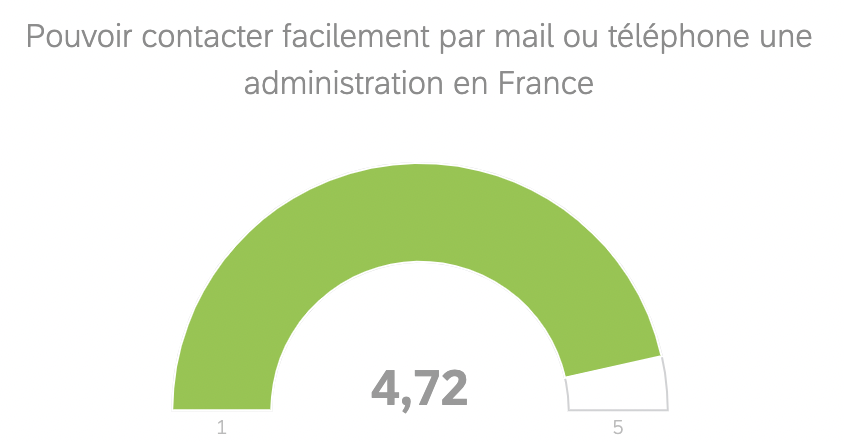 Pouvoir contacter facilement par mail ou téléphone une
administration en France
4,72
1
5